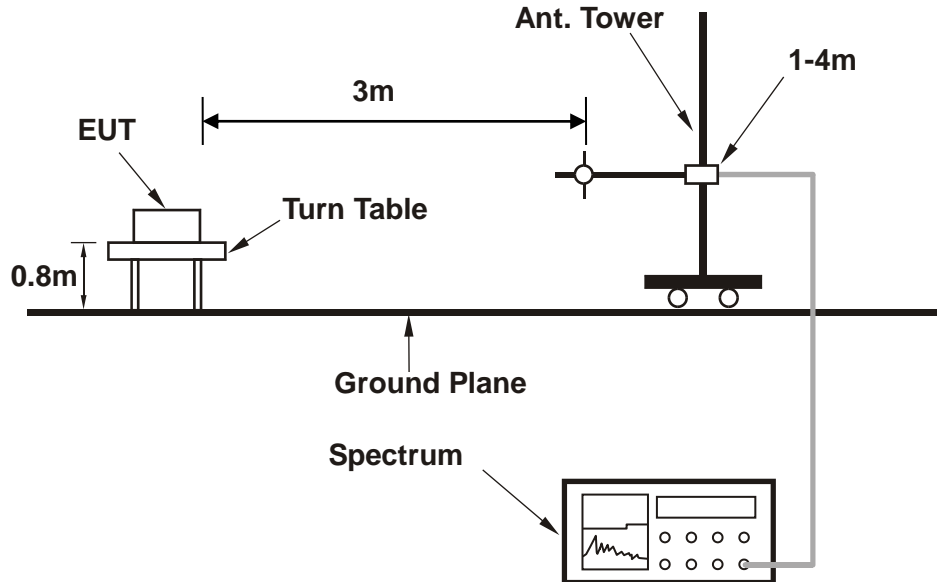 Ant. Tower
1-4m
3m
EUT
Turn Table
0.8m
Ground Plane
Spectrum